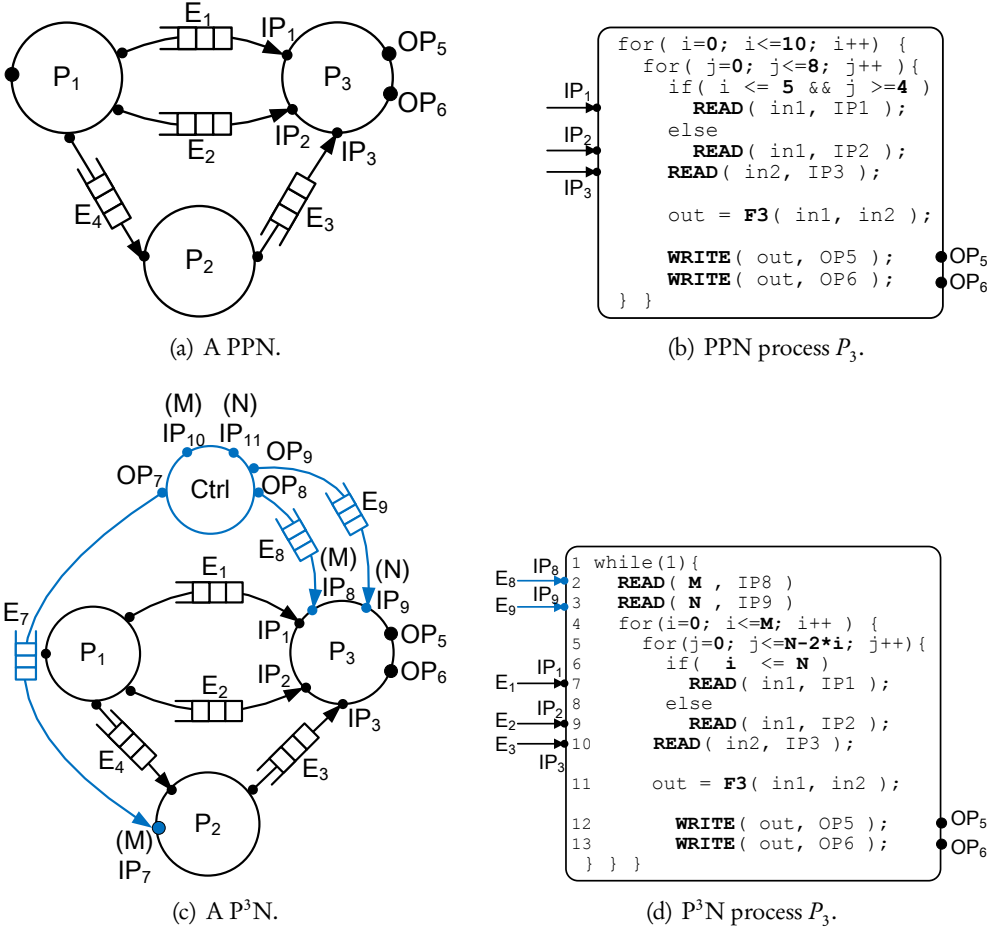 E1
IP1
OP5
P1
P3
OP6
E2
IP2
IP3
E4
E3
P2
(a) A PPN.
for( i=0; i<=10; i++) {
for( j=0; j<=8; j++ ){
if( i <= 5 && j >=4 )
IP1
READ( in1, IP1 );
else
IP2
READ( in1, IP2 );
IP3
READ( in2, IP3 );
out = F3( in1, in2 );
WRITE( out, OP5 );
OP5
WRITE( out, OP6 );
OP6
} }
(b) PPN process P3.
(M) (N)
IP10 IP11
OP7
OP9
Ctrl
OP8
E9
E8
(M)
(N)
IP8
IP9
E1
E7
IP1
OP5
P1
P3
IP2
OP6
E2
IP3
E4
E3
P2
(M)
IP7
(c) A P³N.
1 while(1){
E8 IP8 2 READ( M , IP8 )
E9 IP9 3 READ( N , IP9 )
4 for(i=0; i<=M; i++ ) {
5 for(j=0; j<=N-2*i; j++){
6 if( i <= N )
E1 IP1 7 READ( in1, IP1 );
8 else
E2 IP2 9 READ( in1, IP2 );
E3 IP3 10 READ( in2, IP3 );
11 out = F3( in1, in2 );
12 WRITE( out, OP5 ); OP5
13 WRITE( out, OP6 ); OP6
} } }
(d) P³N process P3.